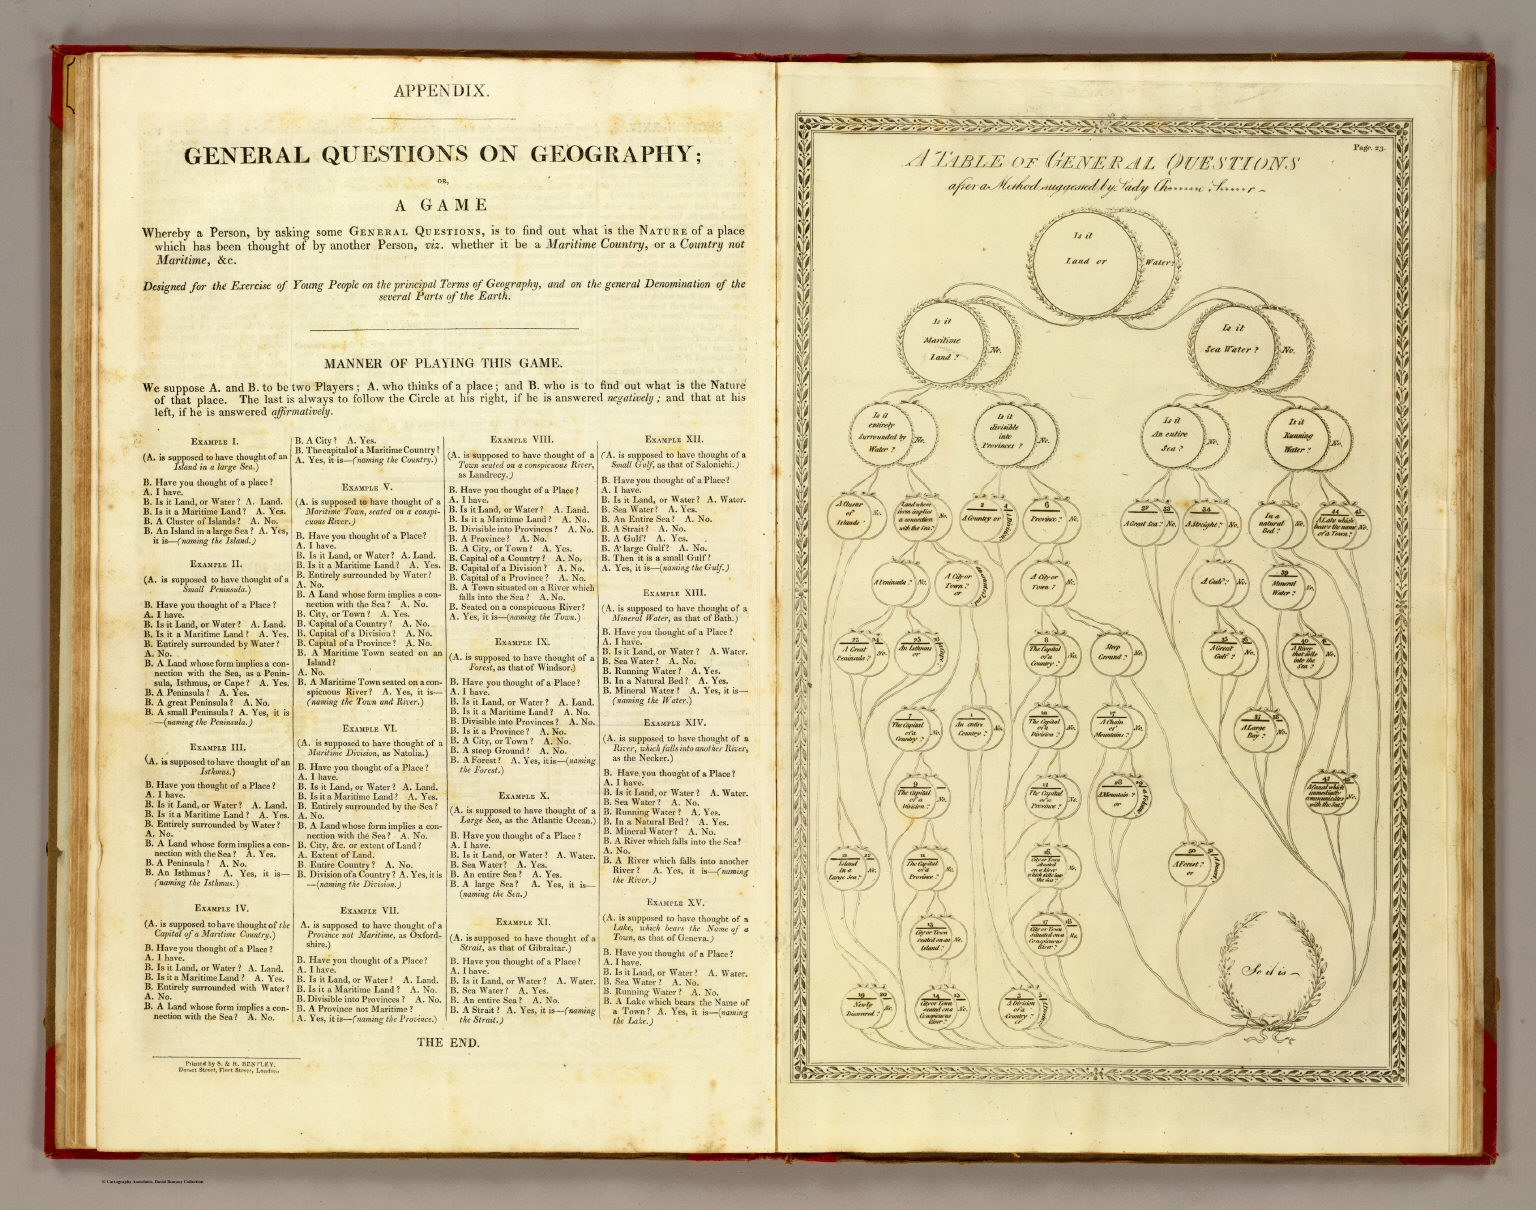 APPENDIX.
GENERAL QUESTIONS ON GEOGRAPHY;
OR,
A GAME
Whereby a Person, by asking some GENERAL QUESTIONS, is to find out what is the NATURE of a place
which has been thought of by another Person, viz. whether it be a Maritime Country, or a Country not
Maritime, &c.
Designed for the Exercise of Young People on the principal Terms of Geography, and on the general Denomination of the
several Parts of the Earth.
MANNER OF PLAYING THIS GAME.
We suppose A. and B. to be two Players; A. who thinks of a place; and B. who is to find out what is the Nature
of that place. The last is always to follow the Circle at his right, if he is answered negatively; and that at his
left, if he is answered affirmatively.
EXAMPLE I.
(A. is supposed to have thought of an
Island in a large Sea.)
B. Have you thought of a place?
A. I have.
B. Is it Land, or Water? A. Land.
B. Is it a Maritime Land? A. Yes.
B. A Cluster of Islands? A. No.
B. An Island in a large Sea? A. Yes,
it is—(naming the Island.)
EXAMPLE II.
(A. is supposed to have thought of a
Small Peninsula.)
B. Have you thought of a Place?
A. I have.
B. Is it Land, or Water? A. Land.
B. Is it a Maritime Land? A. Yes.
B. Entirely surrounded by Water?
A. No.
B. A Land whose form implies a con-
nection with the Sea, as a Penin-
sula, Isthmus, or Cape? A. Yes.
B. A Peninsula? A. Yes.
B. A great Peninsula? A. No.
B. A small Peninsula? A. Yes, it is
—(naming the Peninsula.)
EXAMPLE III.
(A. is supposed to have thought of an
Isthmus.)
B. Have you thought of a Place?
A. I have.
B. Is it Land, or Water? A. Land.
B. Is it a Maritime Land? A. Yes.
B. Entirely surrounded by Water?
A. No.
B. A Land whose form implies a con-
nection with the Sea? A. Yes.
B. A Peninsula? A. No.
B. An Isthmus? A. Yes, it is—
(naming the Isthmus.)
EXAMPLE IV.
(A. is supposed to have thought of the
Capital of a Maritime Country.)
B. Have you thought of a Place?
A. I have.
B. Is it Land, or Water? A. Land.
B. Is it a Maritime Land? A. Yes.
B. Entirely surrounded with Water?
A. No.
B. A Land whose form implies a con-
nection with the Sea? A. No.
B. A City? A. Yes.
B. The capital of a Maritime Country?
A. Yes, it is—(naming the Country.)
EXAMPLE V.
(A. is supposed to have thought of a
Maritime Town, seated on a conspi-
cuous River.)
B. Have you thought of a Place?
A. I have.
B. Is it Land, or Water? A. Land.
B. Is it a Maritime Land? A. Yes.
B. Entirely surrounded by Water?
A. No.
B. A Land whose form implies a con-
nection with the Sea? A. No.
B. City, or Town? A. Yes.
B. Capital of a Country? A. No.
B. Capital of a Division? A. No.
B. Capital of a Province? A. No.
B. A Maritime Town seated on an
Island?
A. No.
B. A Maritime Town seated on a con-
spicuous River? A. Yes, it is—
(naming the Town and River.)
EXAMPLE VI.
(A. is supposed to have thought of a
Maritime Division, as Natolia.)
B. Have you thought of a Place?
A. I have.
B. Is it Land, or Water? A. Land.
B. Is it a Maritime Land? A. Yes.
B. Entirely surrounded by the Sea?
A. No.
B. A Land whose form implies a con-
nection with the Sea? A. No.
B. City, &c. or extent of Land?
A. Extent of Land.
B. Entire Country? A. No.
B. Division of a Country? A. Yes, it is
—(naming the Division.)
EXAMPLE VII.
A. is supposed to have thought of a
Province not Maritime, as Oxford-
shire.)
B. Have you thought of a Place?
A. I have.
B. Is it Land, or Water? A. Land.
B. Is it a Maritime Land? A. No.
B. Divisible into Provinces? A. No.
B. A Province not Maritime?
A. Yes, it is—(naming the Province.)
EXAMPLE VIII.
(A. is supposed to have thought of a
Town seated on a conspicuous River,
as Landrecy.)
B. Have you thought of a Place?
A. I have.
B. Is it Land, or Water? A. Land.
B. Is it a Maritime Land? A. No.
B. Divisible into Provinces? A. No.
B. A Province? A. No.
B. A City, or Town? A. Yes.
B. Capital of a Country? A. No.
B. Capital of a Division? A. No.
B. Capital of a Province? A. No.
B. A Town situated on a River which
falls into the Sea? A. No.
B. Seated on a conspicuous River?
A. Yes, it is—(naming the Town.)
EXAMPLE IX.
(A. is supposed to have thought of a
Forest, as that of Windsor.)
B. Have you thought of a Place?
A. I have.
B. Is it Land, or Water? A. Land.
B. Is it a Maritime Land? A. No.
B. Divisible into Provinces? A. No.
B. Is it a Province? A. No.
B. A City, or Town? A. No.
B. A steep Ground? A. No.
B. A Forest? A. Yes, it is—(naming
the Forest.)
EXAMPLE X.
(A. is supposed to have thought of a
Large Sea, as the Atlantic Ocean.)
B. Have you thought of a Place?
A. I have.
B. Is it Land, or Water? A. Water.
B. Sea Water? A. Yes.
B. An entire Sea? A. Yes.
B. A large Sea? A. Yes, it is—
(naming the Sea.)
EXAMPLE XI.
(A. is supposed to have thought of a
Strait, as that of Gibraltar.)
B. Have you thought of a Place?
A. I have.
B. Is it Land, or Water? A. Water.
B. Sea Water? A. Yes.
B. An entire Sea? A. No.
B. A Strait? A. Yes, it is—(naming
the Strait.)
EXAMPLE XII.
(A. is supposed to have thought of a
Small Gulf, as that of Salonichi.)
B. Have you thought of a Place?
A. I have.
B. Is it Land, or Water? A. Water.
B. Sea Water? A. Yes.
B. An Entire Sea? A. No.
B. A Strait? A. No.
B. A Gulf? A. Yes.
B. A large Gulf? A. No.
B. Then it is a small Gulf?
A. Yes, it is—(naming the Gulf.)
EXAMPLE XIII.
(A. is supposed to have thought of a
Mineral Water, as that of Bath.)
B. Have you thought of a Place?
A. I have.
B. Is it Land, or Water? A. Water.
B. Sea Water? A. No.
B. Running Water? A. Yes.
B. In a Natural Bed? A. Yes.
B. Mineral Water? A. Yes, it is—
(naming the Water.)
EXAMPLE XIV.
(A. is supposed to have thought of a
River, which falls into another River,
as the Necker.)
B. Have you thought of a Place?
A. I have.
B. Is it Land, or Water? A. Water.
B. Sea Water? A. No.
B. Running Water? A. Yes.
B. In a Natural Bed? A. Yes.
B. Mineral Water? A. No.
B. A River which falls into the Sea?
A. No.
B. A River which falls into another
River? A. Yes, it is—(naming
the River.)
EXAMPLE XV.
(A. is supposed to have thought of a
Lake, which bears the Name of a
Town, as that of Geneva.)
B. Have you thought of a Place?
A. I have.
B. Is it Land, or Water? A. Water.
B. Sea Water? A. No.
B. Running Water? A. No.
B. A Lake which bears the Name of
a Town? A. Yes, it is—(naming
the Lake.)
THE END.
Printed by S. & R. BENTLEY,
Dorset Street, Fleet Street, London.
Page. 23.
A TABLE OF GENERAL QUESTIONS
after a Method suggested by Lady
Is it
Land or Water?
Is it
Maritime
Land? No.
Is it
Sea Water? No.
Is it
entirely
Surrounded by
Water? No.
Is it
divisible
into
Provinces? No.
Is it
An entire
Sea? No.
Is it
Running
Water? No.
A Cluster
of
Islands No.
Land whose
form implies
a connection
with the Sea? No.
A Country or
6
Province? No.
32 33
A Great Sea? No.
34
A Streight? No.
In a
natural
Bed? No.
44 45
A Lake which
bears the name
of a Town? No.
A Peninsula? No.
A City or
Town?
or
A City or
Town? No.
A Gulf? No.
39
Mineral
Water? No.
23 24
A Great
Peninsula? No.
25
An Isthmus
or
8
The Capital
of a
Country? No.
Steep
Ground? No.
35 36
A Great
Gulf? No.
40
A River
that falls
into the
Sea? No.
7
The Capital
of a
Country? No.
1
An entire
Country? No.
10
The Capital
of a
Division? No.
27
A Chain
of
Mountains? No.
37 38
A Large
Bay? No.
9
The Capital
of a
Division? No.
12
The Capital
of a
Province? No.
28 29
A Mountain?
or
A Canal which
immediately
communicates
with the Sea? No.
21 22
Island
in a
Large Sea? No.
11
The Capital
of a
Province? No.
16
City or Town
situated
on a River
which falls into
the Sea? No.
30
A Forest?
or
13
City or Town
seated on an
Island? No.
17 18
City or Town
Situated on a
Conspicuous
River? No.
So it is
19
Newly
Discovered? No.
14
City or Town
seated on a
Conspicuous
River? No.
A Division
of a
Country?
or
© Cartography Associates, David Rumsey Collection